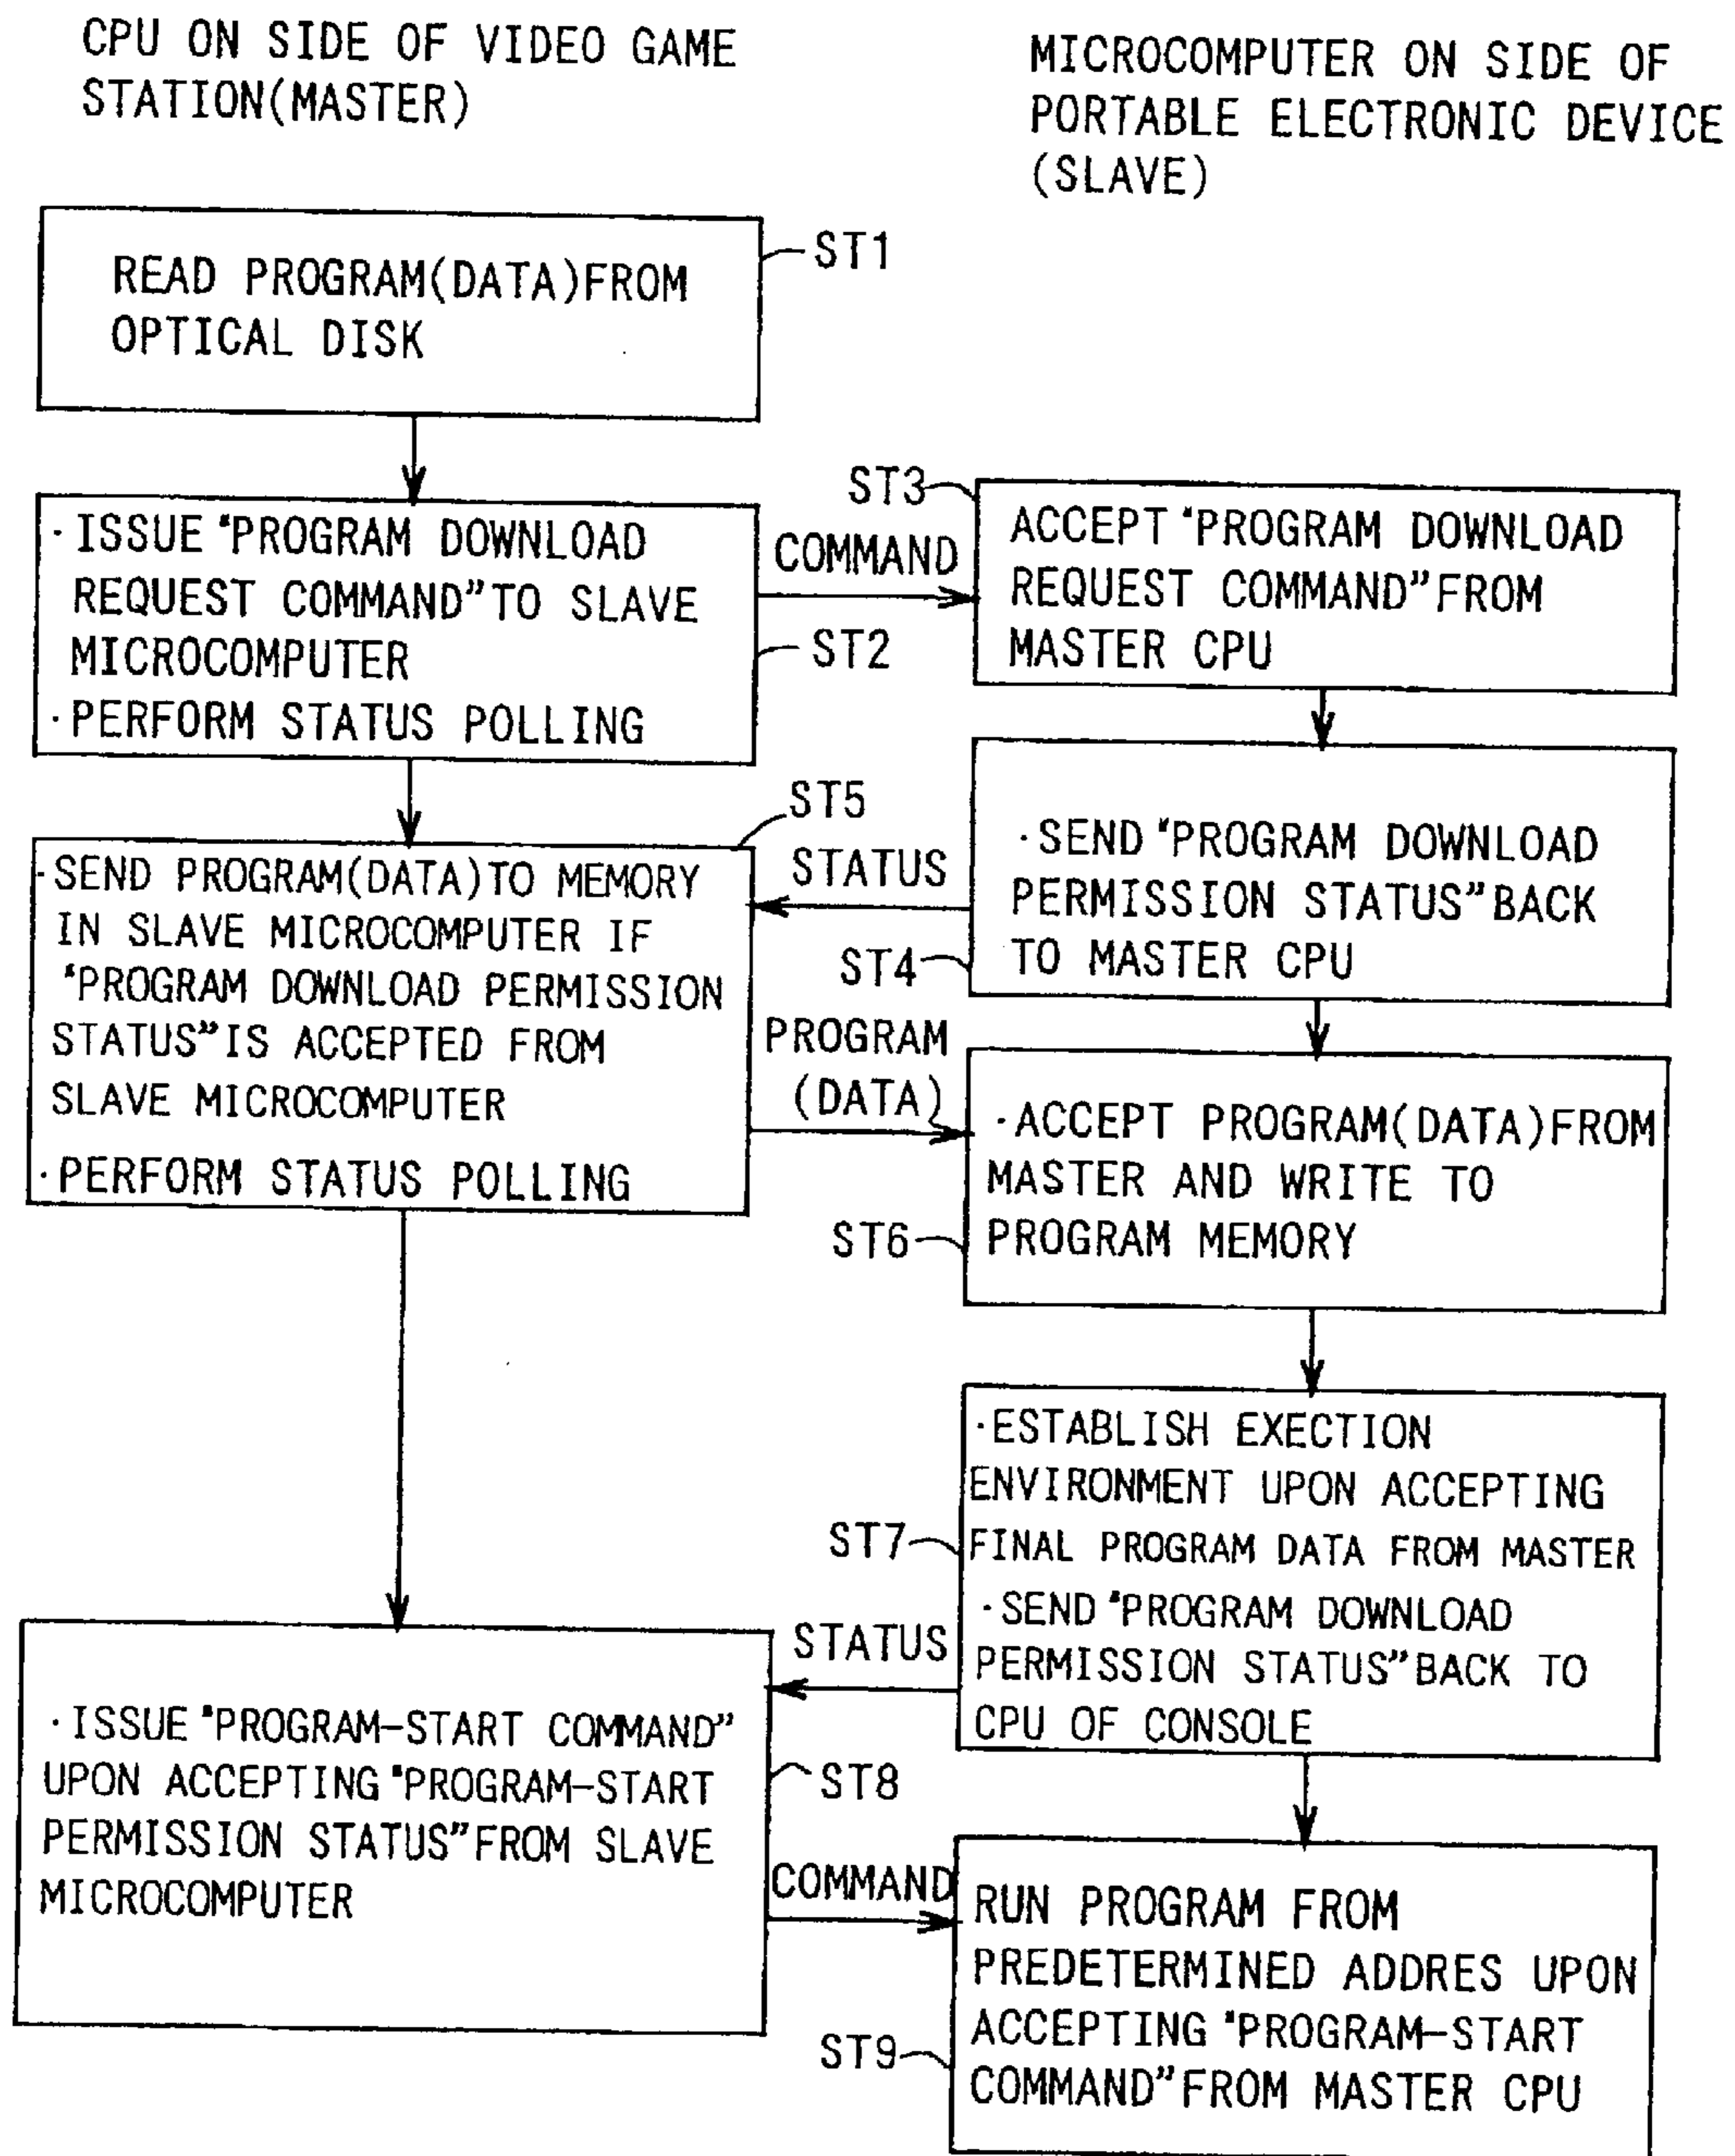 CPU ON SIDE OF VIDEO GAME
STATION(MASTER)
MICROCOMPUTER ON SIDE OF
PORTABLE ELECTRONIC DEVICE
(SLAVE)
READ PROGRAM(DATA)FROM
OPTICAL DISK
ST1
·ISSUE "PROGRAM DOWNLOAD
REQUEST COMMAND"TO SLAVE
MICROCOMPUTER
·PERFORM STATUS POLLING
ST2
COMMAND
ST3
ACCEPT "PROGRAM DOWNLOAD
REQUEST COMMAND"FROM
MASTER CPU
·SEND "PROGRAM DOWNLOAD
PERMISSION STATUS"BACK
TO MASTER CPU
ST4
STATUS
ST5
·SEND PROGRAM(DATA)TO MEMORY
IN SLAVE MICROCOMPUTER IF
"PROGRAM DOWNLOAD PERMISSION
STATUS"IS ACCEPTED FROM
SLAVE MICROCOMPUTER
·PERFORM STATUS POLLING
PROGRAM
(DATA)
·ACCEPT PROGRAM(DATA)FROM
MASTER AND WRITE TO
PROGRAM MEMORY
ST6
·ESTABLISH EXECTION
ENVIRONMENT UPON ACCEPTING
FINAL PROGRAM DATA FROM MASTER
·SEND "PROGRAM DOWNLOAD
PERMISSION STATUS"BACK TO
CPU OF CONSOLE
ST7
STATUS
·ISSUE "PROGRAM-START COMMAND"
UPON ACCEPTING "PROGRAM-START
PERMISSION STATUS"FROM SLAVE
MICROCOMPUTER
ST8
COMMAND
RUN PROGRAM FROM
PREDETERMINED ADDRES UPON
ACCEPTING "PROGRAM-START
COMMAND"FROM MASTER CPU
ST9